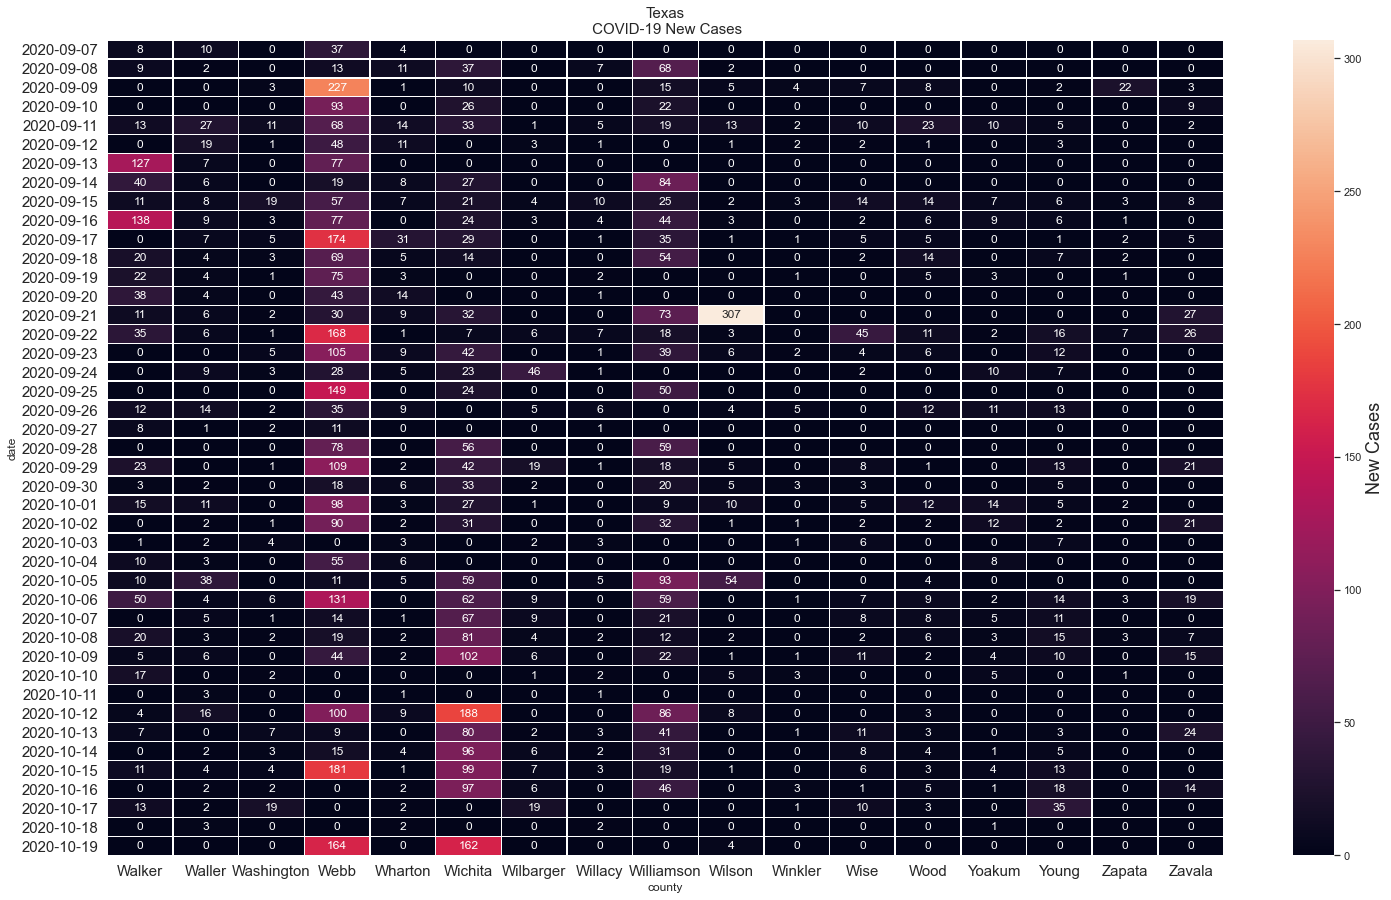 Texas
COVID-19 New Cases
2020-09-07 8 10 0 37 4 0 0 0 0 0 0 0 0 0 0 0 0
2020-09-08 9 2 0 13 11 37 0 7 68 2 0 0 0 0 0 0 0
2020-09-09 0 0 3 227 1 10 0 0 15 5 4 7 8 0 2 22 3
2020-09-10 0 0 0 93 0 26 0 0 22 0 0 0 0 0 0 0 9
2020-09-11 13 27 11 68 14 33 1 5 19 13 2 10 23 10 5 0 2
2020-09-12 0 19 1 48 11 0 3 1 0 1 2 2 1 0 3 0 0
2020-09-13 127 7 0 77 0 0 0 0 0 0 0 0 0 0 0 0 0
2020-09-14 40 6 0 19 8 27 0 0 84 0 0 0 0 0 0 0 0
2020-09-15 11 8 19 57 7 21 4 10 25 2 3 14 14 7 6 3 8
2020-09-16 138 9 3 77 0 24 3 4 44 3 0 2 6 9 6 1 0
2020-09-17 0 7 5 174 31 29 0 1 35 1 1 5 5 0 1 2 5
2020-09-18 20 4 3 69 5 14 0 0 54 0 0 2 14 0 7 2 0
2020-09-19 22 4 1 75 3 0 0 2 0 0 1 0 5 3 0 1 0
2020-09-20 38 4 0 43 14 0 0 1 0 0 0 0 0 0 0 0 0
2020-09-21 11 6 2 30 9 32 0 0 73 307 0 0 0 0 0 0 27
2020-09-22 35 6 1 168 1 7 6 7 18 3 0 45 11 2 16 7 26
2020-09-23 0 0 5 105 9 42 0 1 39 6 2 4 6 0 12 0 0
2020-09-24 0 9 3 28 5 23 46 1 0 0 0 2 0 10 7 0 0
2020-09-25 0 0 0 149 0 24 0 0 50 0 0 0 0 0 0 0 0
2020-09-26 12 14 2 35 9 0 5 6 0 4 5 0 12 11 13 0 0
2020-09-27 8 1 2 11 0 0 0 1 0 0 0 0 0 0 0 0 0
2020-09-28 0 0 0 78 0 56 0 0 59 0 0 0 0 0 0 0 0
2020-09-29 23 0 1 109 2 42 19 1 18 5 0 8 1 0 13 0 21
2020-09-30 3 2 0 18 6 33 2 0 20 5 3 3 0 0 5 0 0
2020-10-01 15 11 0 98 3 27 1 0 9 10 0 5 12 14 5 2 0
2020-10-02 0 2 1 90 2 31 0 0 32 1 1 2 2 12 2 0 21
2020-10-03 1 2 4 0 3 0 2 3 0 0 1 6 0 0 7 0 0
2020-10-04 10 3 0 55 6 0 0 0 0 0 0 0 0 8 0 0 0
2020-10-05 10 38 0 11 5 59 0 5 93 54 0 0 4 0 0 0 0
2020-10-06 50 4 6 131 0 62 9 0 59 0 1 7 9 2 14 3 19
2020-10-07 0 5 1 14 1 67 9 0 21 0 0 8 8 5 11 0 0
2020-10-08 20 3 2 19 2 81 4 2 12 2 0 2 6 3 15 3 7
2020-10-09 5 6 0 44 2 102 6 0 22 1 1 11 2 4 10 0 15
2020-10-10 17 0 2 0 0 0 1 2 0 5 3 0 0 5 0 1 0
2020-10-11 0 3 0 0 1 0 0 1 0 0 0 0 0 0 0 0 0
2020-10-12 4 16 0 100 9 188 0 0 86 8 0 0 3 0 0 0 0
2020-10-13 7 0 7 9 0 80 2 3 41 0 1 11 3 0 3 0 24
2020-10-14 0 2 3 15 4 96 6 2 31 0 0 8 4 1 5 0 0
2020-10-15 11 4 4 181 1 99 7 3 19 1 0 6 3 4 13 0 0
2020-10-16 0 2 2 0 2 97 6 0 46 0 3 1 5 1 18 0 14
2020-10-17 13 2 19 0 2 0 19 0 0 0 1 10 3 0 35 0 0
2020-10-18 0 3 0 0 2 0 0 2 0 0 0 0 0 1 0 0 0
2020-10-19 0 0 0 164 0 162 0 0 0 4 0 0 0 0 0 0 0
Walker Waller Washington Webb Wharton Wichita Wilbarger Willacy Williamson Wilson Winkler Wise Wood Yoakum Young Zapata Zavala
county
date
300
250
200
150
100
50
0
New Cases